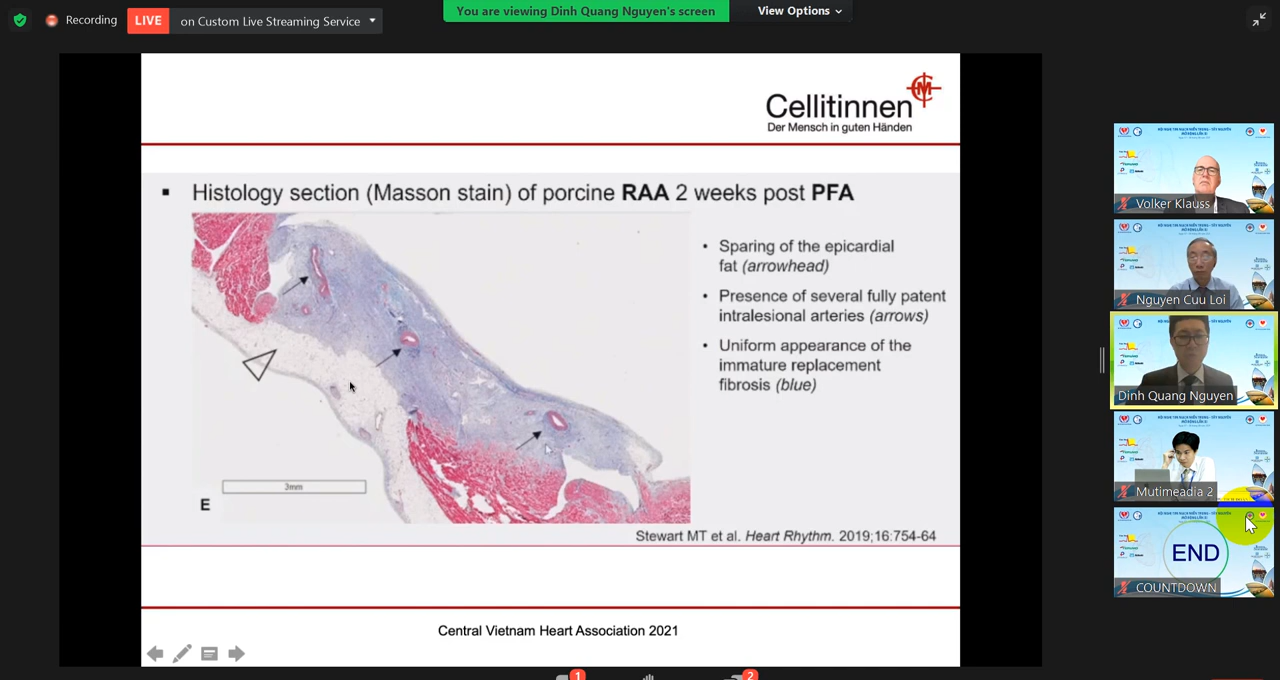 Recording
LIVE
on Custom Live Streaming Service
You are viewing Dinh Quang Nguyen's screen
View Options
Cellitinnen
Der Mensch in guten Händen
Histology section (Masson stain) of porcine RAA 2 weeks post PFA
• Sparing of the epicardial
fat (arrowhead)
• Presence of several fully patent
intralesional arteries (arrows)
• Uniform appearance of the
immature replacement
fibrosis (blue)
3mm
E
Stewart MT et al. Heart Rhythm. 2019;16:754-64
Central Vietnam Heart Association 2021
Volker Klauss
Nguyen Cuu Loi
Dinh Quang Nguyen
Mutimeadia 2
END
COUNTDOWN
1
2